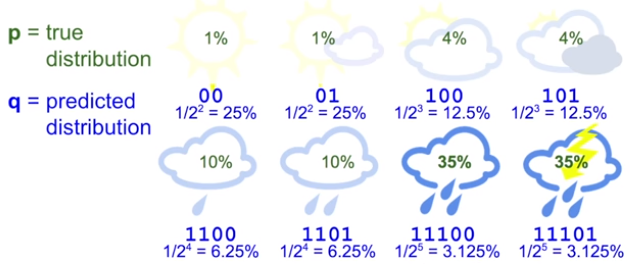 p = true distribution
1% 1% 4% 4%
00 01 100 101
q = predicted distribution
1/2² = 25% 1/2² = 25% 1/2³ = 12.5% 1/2³ = 12.5%
10% 10% 35% 35%
1100 1101 11100 11101
1/2⁴ = 6.25% 1/2⁴ = 6.25% 1/2⁵ = 3.125% 1/2⁵ = 3.125%